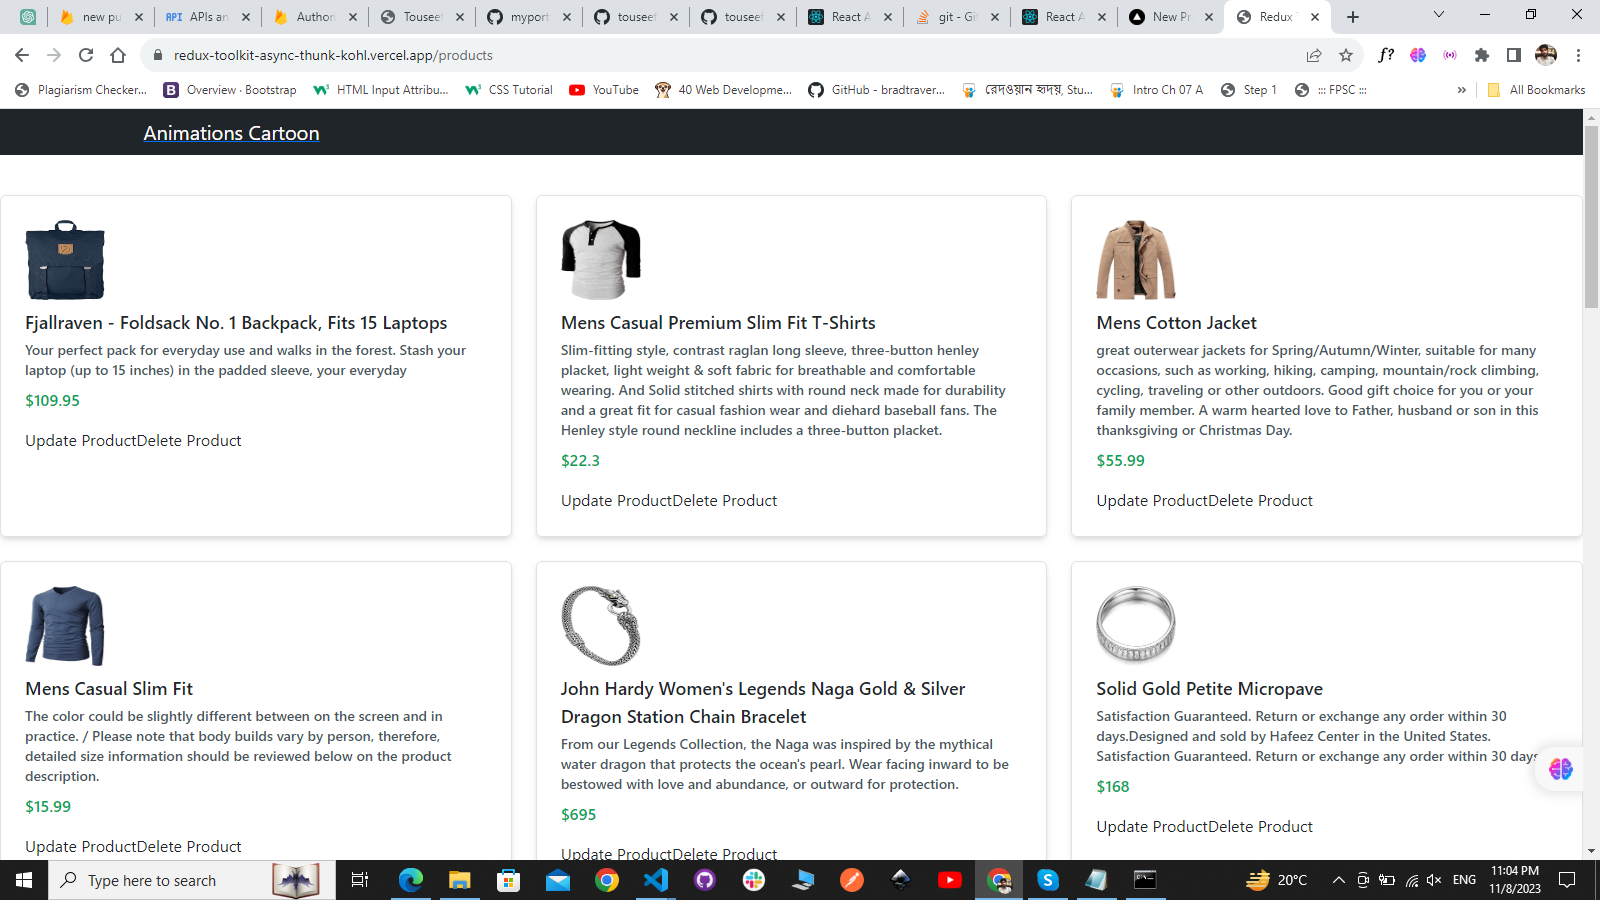 new pu
API APIs an
Author
Tousee
myport
tousee
tousee
React A
git - Git
React A
New Pr
Redux
redux-toolkit-async-thunk-kohl.vercel.app/products
f?
Plagiarism Checker...
Overview · Bootstrap
HTML Input Attribu...
CSS Tutorial
YouTube
40 Web Developme...
GitHub - bradtraver...
রেদওয়ান হৃদয়, Stu...
Intro Ch 07 A
Step 1
::: FPSC :::
»
All Bookmarks
Animations Cartoon
Fjallraven - Foldsack No. 1 Backpack, Fits 15 Laptops
Your perfect pack for everyday use and walks in the forest. Stash your
laptop (up to 15 inches) in the padded sleeve, your everyday
$109.95
Update ProductDelete Product
Mens Casual Premium Slim Fit T-Shirts
Slim-fitting style, contrast raglan long sleeve, three-button henley
placket, light weight & soft fabric for breathable and comfortable
wearing. And Solid stitched shirts with round neck made for durability
and a great fit for casual fashion wear and diehard baseball fans. The
Henley style round neckline includes a three-button placket.
$22.3
Update ProductDelete Product
Mens Cotton Jacket
great outerwear jackets for Spring/Autumn/Winter, suitable for many
occasions, such as working, hiking, camping, mountain/rock climbing,
cycling, traveling or other outdoors. Good gift choice for you or your
family member. A warm hearted love to Father, husband or son in this
thanksgiving or Christmas Day.
$55.99
Update ProductDelete Product
Mens Casual Slim Fit
The color could be slightly different between on the screen and in
practice. / Please note that body builds vary by person, therefore,
detailed size information should be reviewed below on the product
description.
$15.99
Update ProductDelete Product
John Hardy Women's Legends Naga Gold & Silver
Dragon Station Chain Bracelet
From our Legends Collection, the Naga was inspired by the mythical
water dragon that protects the ocean's pearl. Wear facing inward to be
bestowed with love and abundance, or outward for protection.
$695
Update ProductDelete Product
Solid Gold Petite Micropave
Satisfaction Guaranteed. Return or exchange any order within 30
days.Designed and sold by Hafeez Center in the United States.
Satisfaction Guaranteed. Return or exchange any order within 30 days
$168
Update ProductDelete Product
Type here to search
20°C
ENG
11:04 PM
11/8/2023